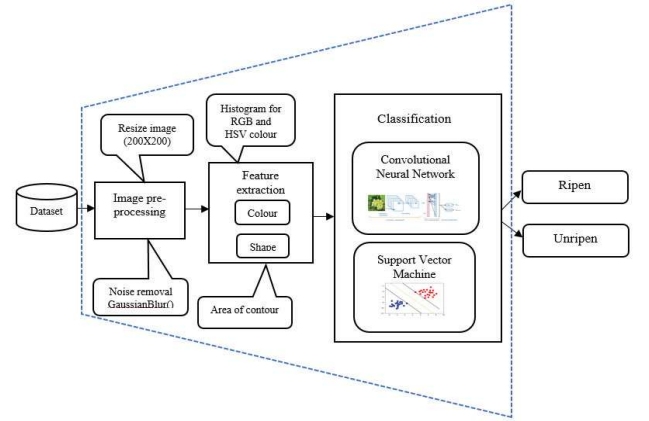 Dataset
Resize image
(200X200)
Image pre-
processing
Noise removal
GaussianBlur()
Histogram for
RGB and
HSV colour
Feature
extraction
Colour
Shape
Area of contour
Classification
Convolutional
Neural Network
Support Vector
Machine
Ripen
Unripen